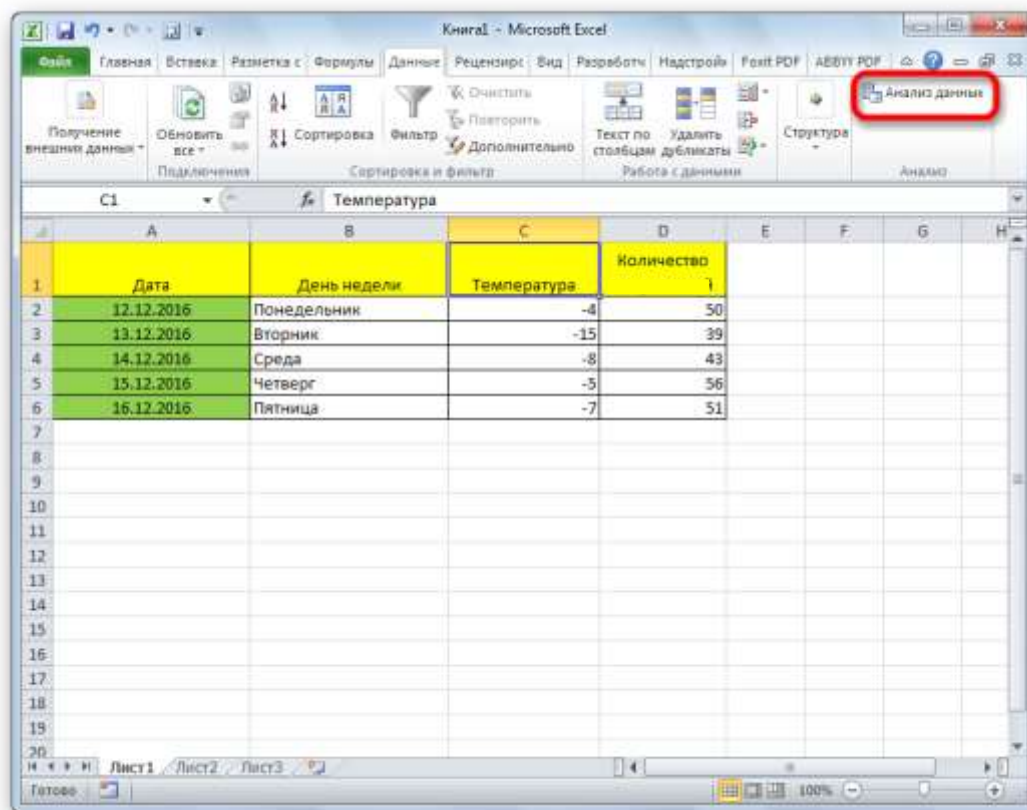 Книга1 - Microsoft Excel
Файл Главная Вставка Разметка с Формулы Данные Рецензирс Вид Разработч Надстройк Foxit PDF ABBYY PDF
Получение внешних данных
Обновить все
Подключения
Сортировка
Фильтр
Очистить
Повторить
Дополнительно
Сортировка и фильтр
Текст по столбцам
Удалить дубликаты
Работа с данными
Структура
Анализ данных
Анализ
C1 fx Температура
A B C D E F G H
1 Дата День недели Температура Количество
2 12.12.2016 Понедельник -4 50
3 13.12.2016 Вторник -15 39
4 14.12.2016 Среда -8 43
5 15.12.2016 Четверг -5 56
6 16.12.2016 Пятница -7 51
7
8
9
10
11
12
13
14
15
16
17
18
19
20
Лист1 Лист2 Лист3
Готово 100%